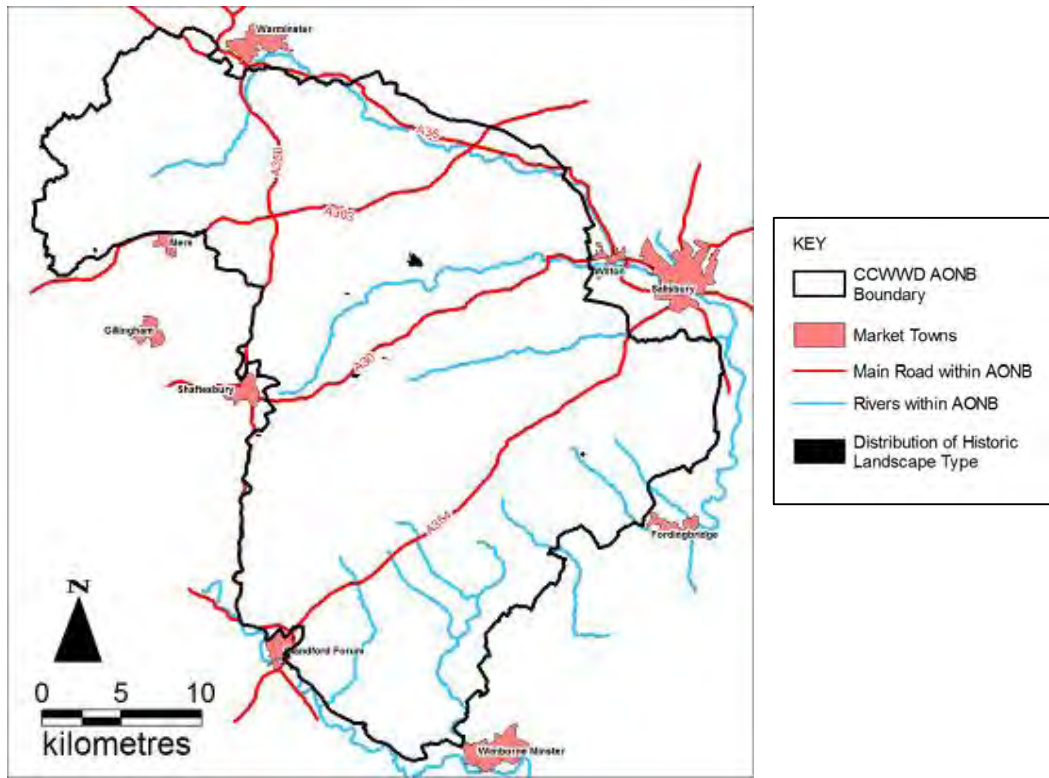 Warminster
A36
A350
A303
Mere
Wilton
Salisbury
Gillingham
A30
Shaftesbury
A354
Fordingbridge
N
Blandford Forum
0 5 10
kilometres
Wimborne Minster
KEY
CCWWD AONB
Boundary
Market Towns
Main Road within AONB
Rivers within AONB
Distribution of Historic
Landscape Type